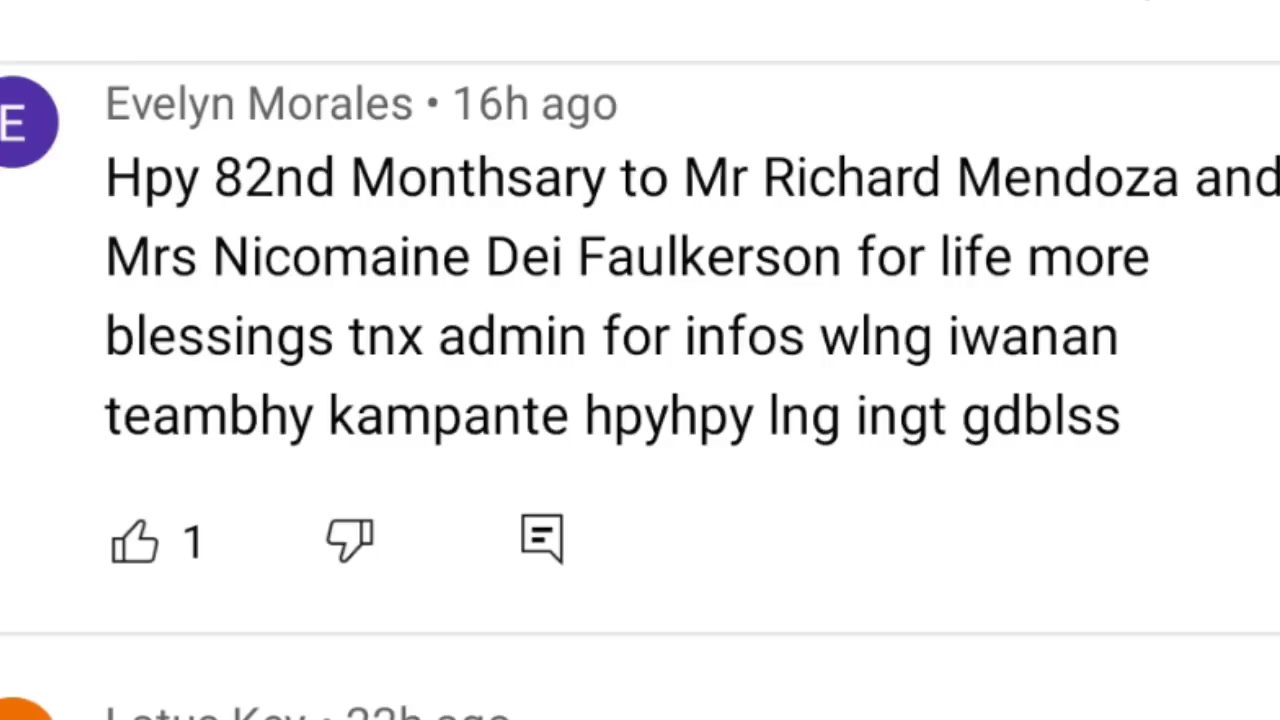 E
Evelyn Morales • 16h ago
Hpy 82nd Monthsary to Mr Richard Mendoza and
Mrs Nicomaine Dei Faulkerson for life more
blessings tnx admin for infos wlng iwanan
teambhy kampante hpyhpy lng ingt gdblss
1